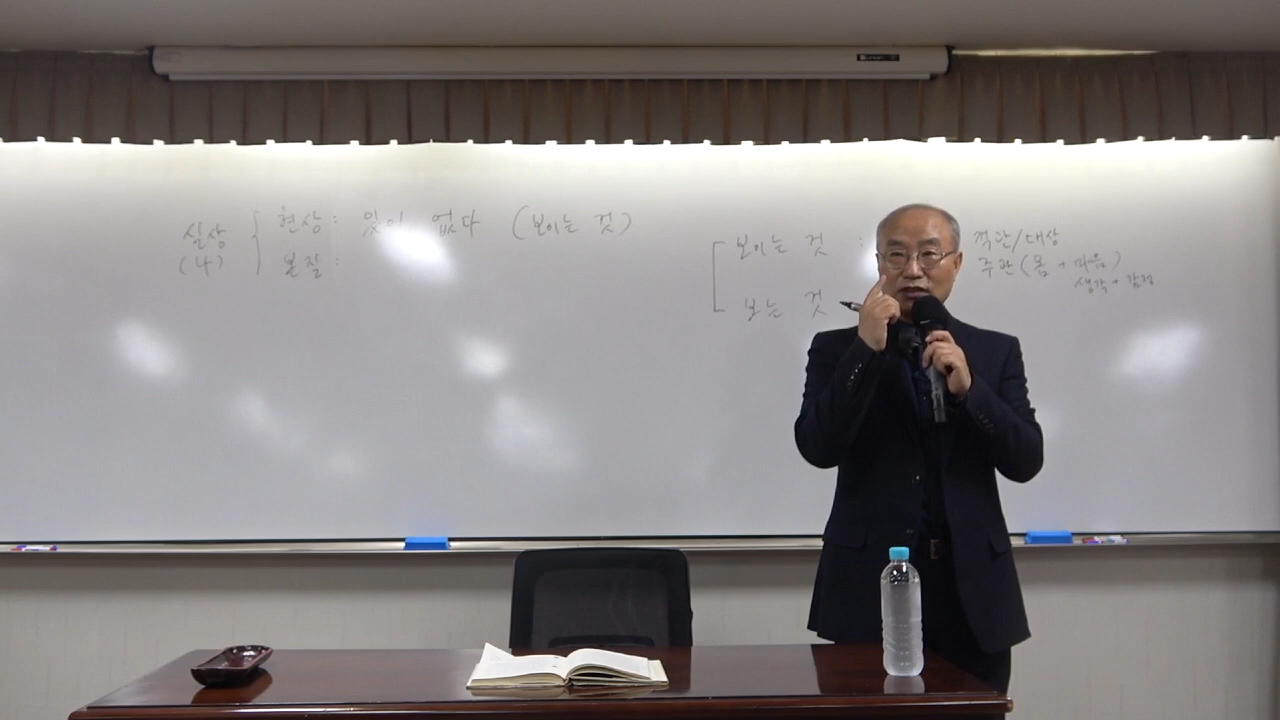 실상 { 현상: 있이 없다 (보이는 것)
(나) 본질:
보이는 것 : 객관/대상
주관 (몸 + 마음)
생각 + 감정
보는 것